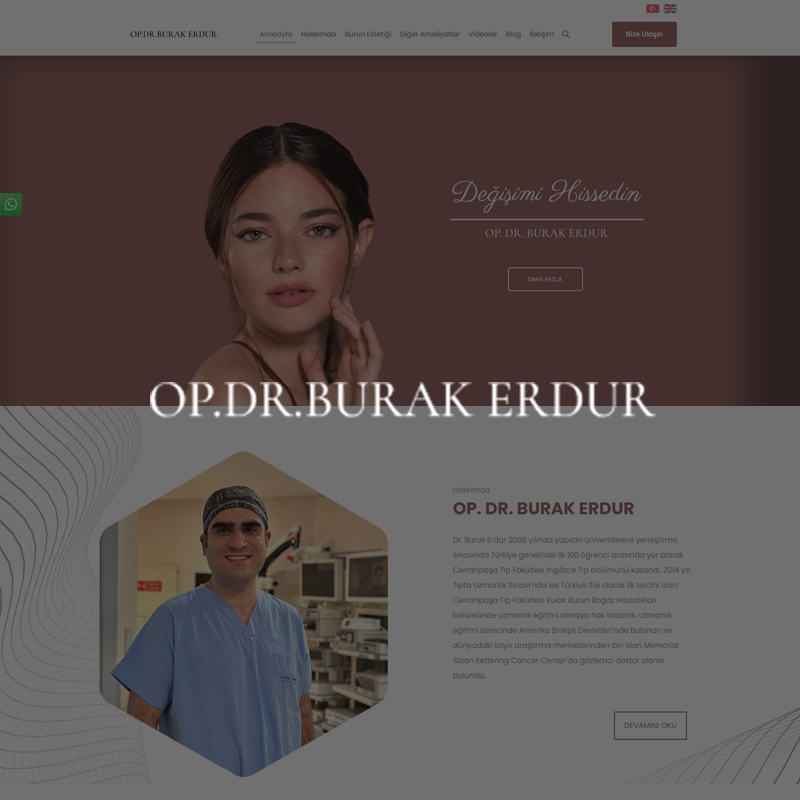 OP.DR.BURAK ERDUR
Anasayfa Hakkımda Burun Estetiği Diğer Ameliyatlar Videolar Blog İletişim
Bize Ulaşın
Değişimi Hissedin
OP. DR. BURAK ERDUR
DAHA FAZLA
OP.DR.BURAK ERDUR
Hakkımda
OP. DR. BURAK ERDUR
Dr. Burak Erdur 2008 yılında yapılan üniversitelere yerleştirme
sınavında Türkiye genelinde ilk 100 öğrenci arasında yer alarak
Cerrahpaşa Tıp Fakültesi İngilizce Tıp bölümünü kazandı. 2014 yılı
Tıpta Uzmanlık Sınavı'nda ise Türkiye 11.si olarak ilk tercihi olan
Cerrahpaşa Tıp Fakültesi Kulak Burun Boğaz Hastalıkları
bölümünde uzmanlık eğitimi almaya hak kazandı. Uzmanlık
eğitimi sürecinde Amerika Birleşik Devletleri'nde bulunan ve
dünyadaki sayılı araştırma merkezlerinden biri olan Memorial
Sloan Kettering Cancer Center'da gözlemci doktor olarak
bulundu.
DEVAMINI OKU